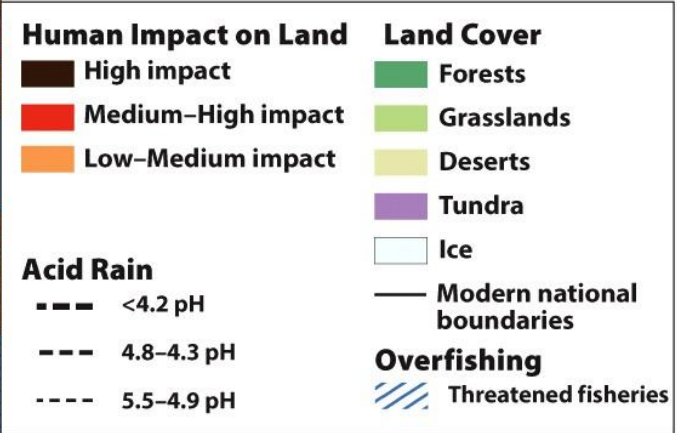 Human Impact on Land
High impact
Medium–High impact
Low–Medium impact
Acid Rain
<4.2 pH
4.8–4.3 pH
5.5–4.9 pH
Land Cover
Forests
Grasslands
Deserts
Tundra
Ice
Modern national
boundaries
Overfishing
Threatened fisheries